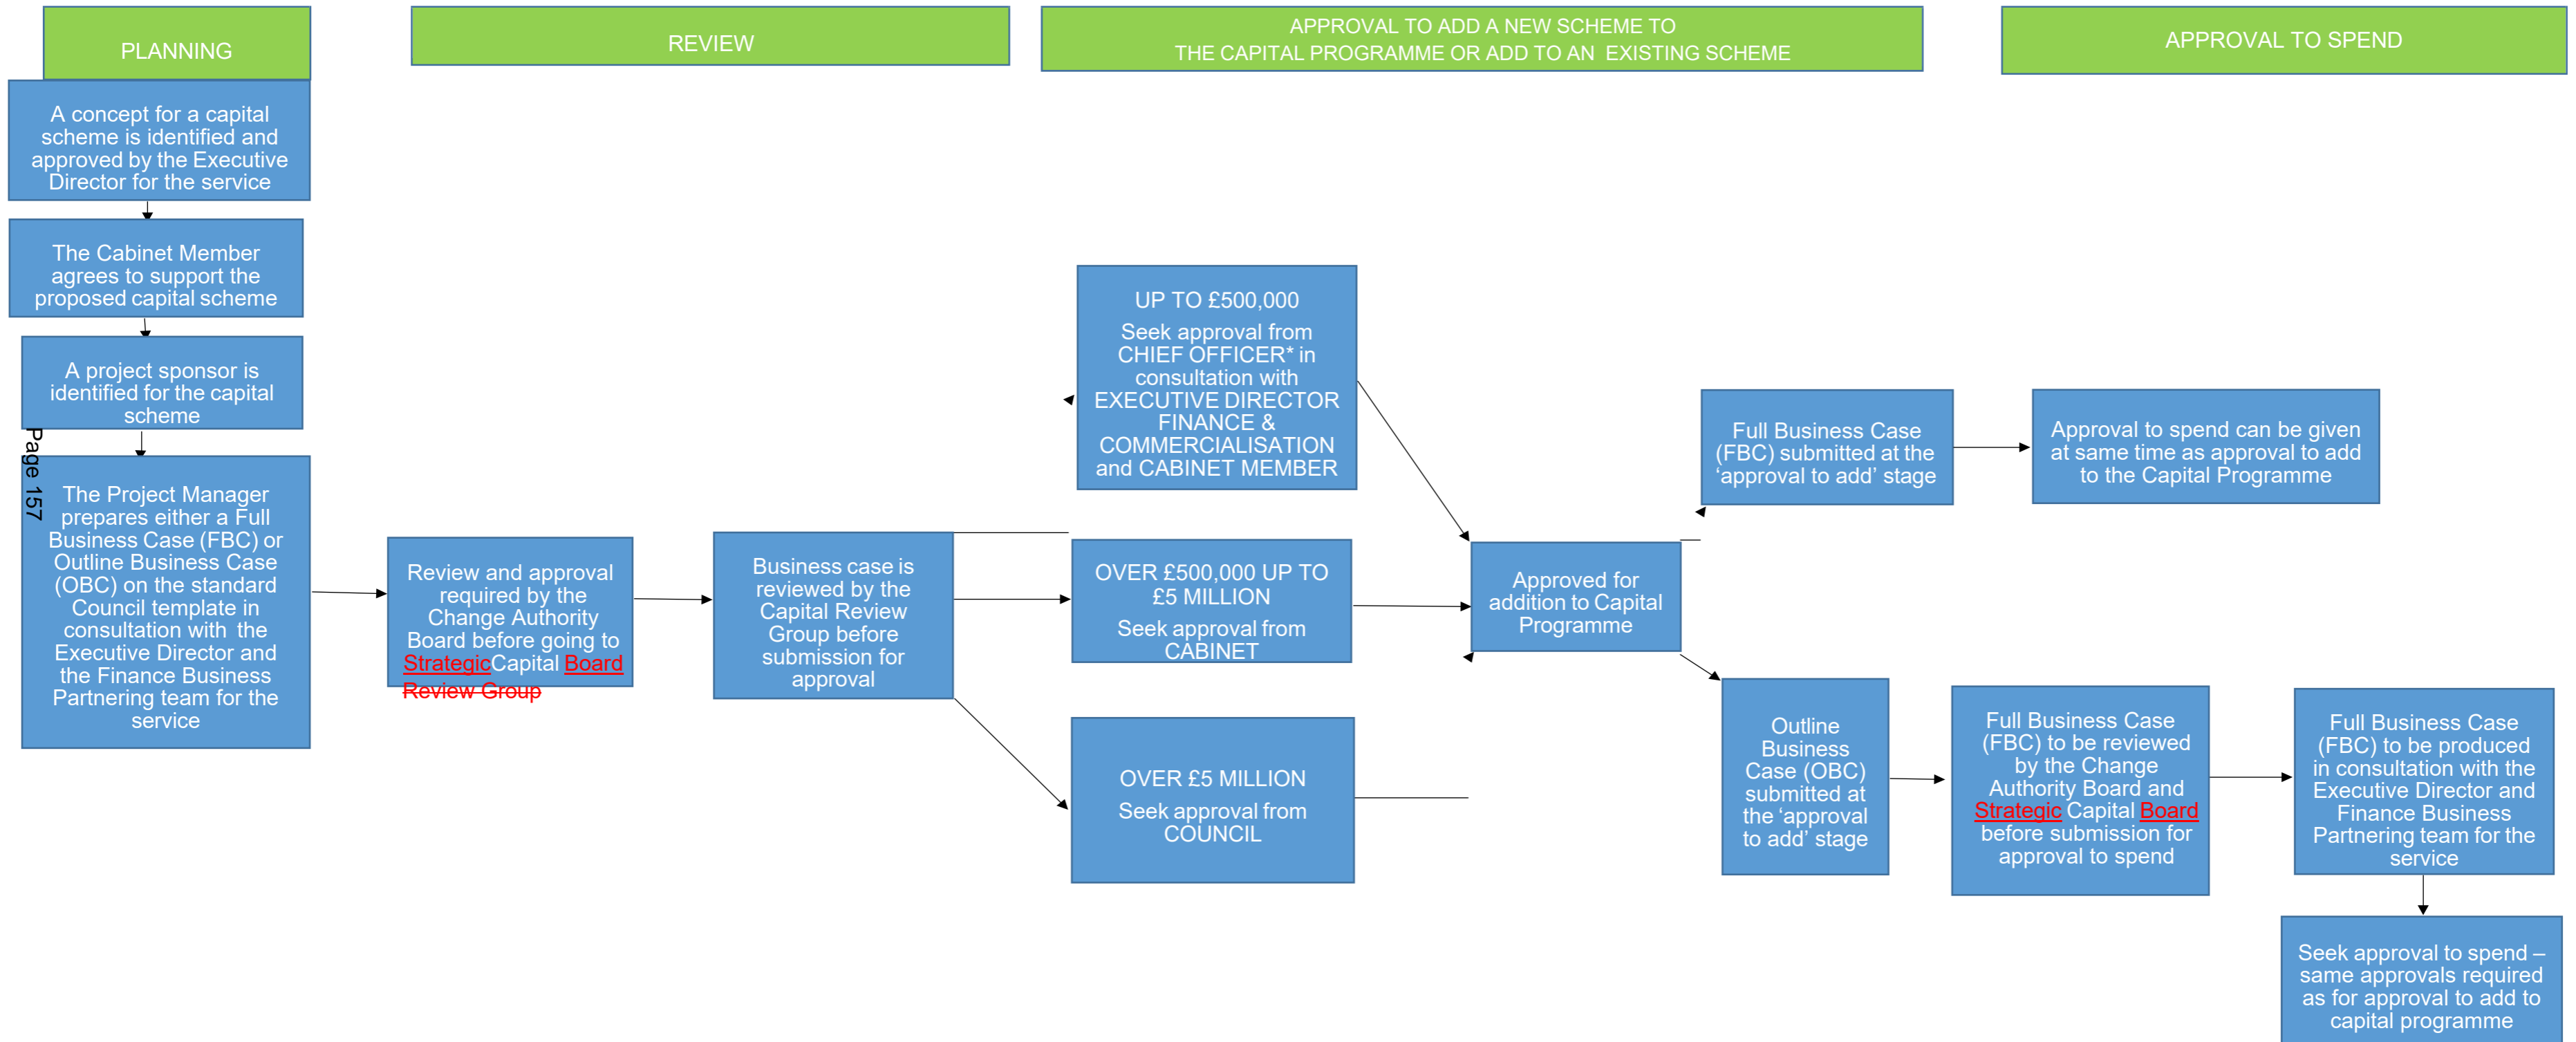 PLANNING
REVIEW
APPROVAL TO ADD A NEW SCHEME TO
THE CAPITAL PROGRAMME OR ADD TO AN EXISTING SCHEME
APPROVAL TO SPEND
A concept for a capital
scheme is identified and
approved by the Executive
Director for the service
The Cabinet Member
agrees to support the
proposed capital scheme
A project sponsor is
identified for the capital
scheme
Page 157
The Project Manager
prepares either a Full
Business Case (FBC) or
Outline Business Case
(OBC) on the standard
Council template in
consultation with the
Executive Director and
the Finance Business
Partnering team for the
service
Review and approval
required by the
Change Authority
Board before going to
StrategicCapital Board
Review Group
Business case is
reviewed by the
Capital Review
Group before
submission for
approval
UP TO £500,000
Seek approval from
CHIEF OFFICER* in
consultation with
EXECUTIVE DIRECTOR
FINANCE &
COMMERCIALISATION
and CABINET MEMBER
OVER £500,000 UP TO
£5 MILLION
Seek approval from
CABINET
OVER £5 MILLION
Seek approval from
COUNCIL
Approved for
addition to Capital
Programme
Full Business Case
(FBC) submitted at the
‘approval to add’ stage
Approval to spend can be given
at same time as approval to add
to the Capital Programme
Outline
Business
Case (OBC)
submitted at
the ‘approval
to add’ stage
Full Business Case
(FBC) to be reviewed
by the Change
Authority Board and
Strategic Capital Board
before submission for
approval to spend
Full Business Case
(FBC) to be produced
in consultation with the
Executive Director and
Finance Business
Partnering team for the
service
Seek approval to spend –
same approvals required
as for approval to add to
capital programme